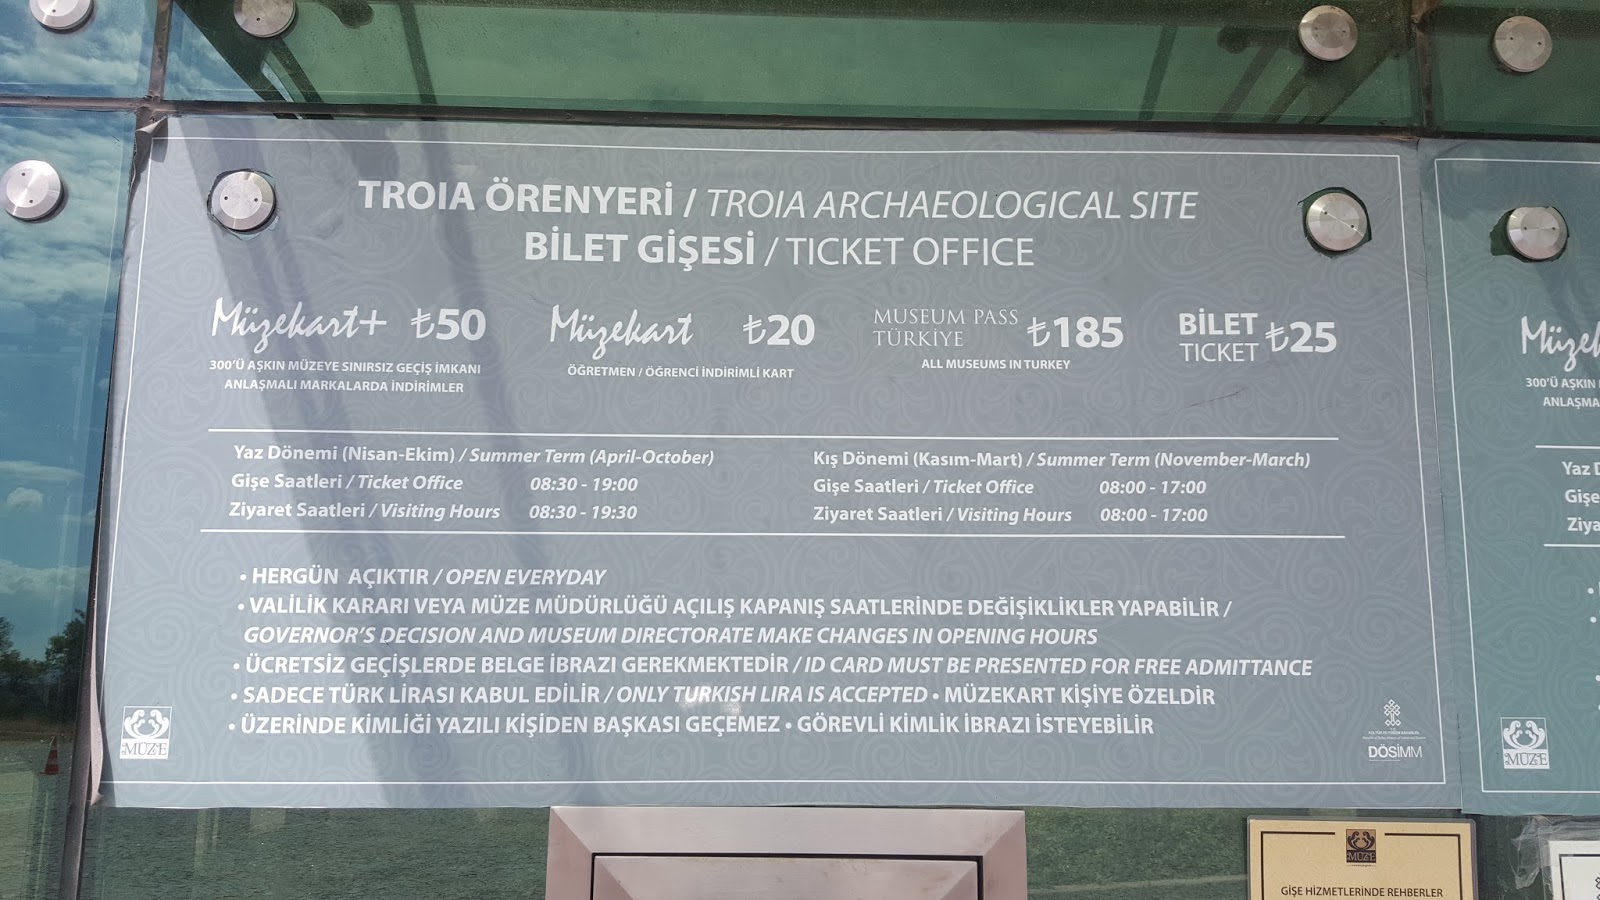 TROIA ÖRENYERİ / TROIA ARCHAEOLOGICAL SITE
BİLET GİŞESİ / TICKET OFFICE
Müzekart+ ₺50
300'Ü AŞKIN MÜZEYE SINIRSIZ GEÇİŞ İMKANI
ANLAŞMALI MARKALARDA İNDİRİMLER
Müzekart ₺20
ÖĞRETMEN / ÖĞRENCİ İNDİRİMLİ KART
MUSEUM PASS
TÜRKİYE ₺185
ALL MUSEUMS IN TURKEY
BİLET
TICKET ₺25
Yaz Dönemi (Nisan-Ekim) / Summer Term (April-October)
Gişe Saatleri / Ticket Office 08:30 - 19:00
Ziyaret Saatleri / Visiting Hours 08:30 - 19:30
Kış Dönemi (Kasım-Mart) / Summer Term (November-March)
Gişe Saatleri / Ticket Office 08:00 - 17:00
Ziyaret Saatleri / Visiting Hours 08:00 - 17:00
• HERGÜN AÇIKTIR / OPEN EVERYDAY
• VALİLİK KARARI VEYA MÜZE MÜDÜRLÜĞÜ AÇILIŞ KAPANIŞ SAATLERİNDE DEĞİŞİKLİKLER YAPABİLİR /
GOVERNOR'S DECISION AND MUSEUM DIRECTORATE MAKE CHANGES IN OPENING HOURS
• ÜCRETSİZ GEÇİŞLERDE BELGE İBRAZI GEREKMEKTEDİR / ID CARD MUST BE PRESENTED FOR FREE ADMITTANCE
• SADECE TÜRK LİRASI KABUL EDİLİR / ONLY TURKISH LIRA IS ACCEPTED • MÜZEKART KİŞİYE ÖZELDİR
• ÜZERİNDE KİMLİĞİ YAZILI KİŞİDEN BAŞKASI GEÇEMEZ • GÖREVLİ KİMLİK İBRAZI İSTEYEBİLİR
MÜZE
DÖSİMM
300'Ü AŞKIN
ANLAŞMA
Yaz D
Gişe
Ziya
MÜZE
MÜZE
GİŞE HİZMETLERİNDE REHBERLER